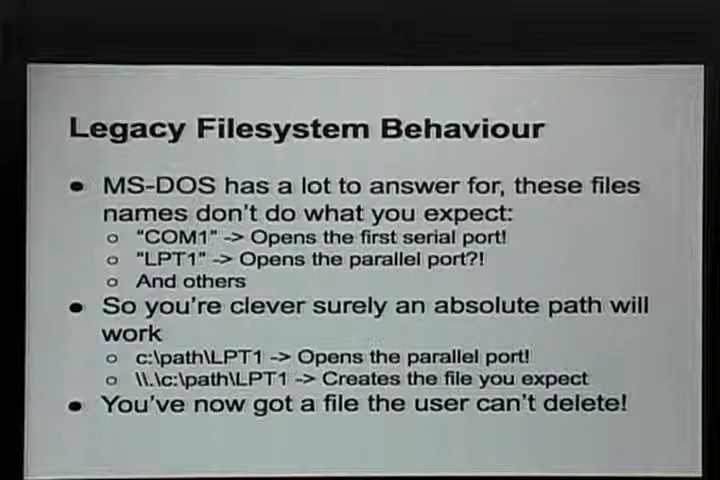 Legacy Filesystem Behaviour
● MS-DOS has a lot to answer for, these files
names don't do what you expect:
○ "COM1" -> Opens the first serial port!
○ "LPT1" -> Opens the parallel port?!
○ And others
● So you're clever surely an absolute path will
work
○ c:\path\LPT1 -> Opens the parallel port!
○ \\.\c:\path\LPT1 -> Creates the file you expect
● You've now got a file the user can't delete!